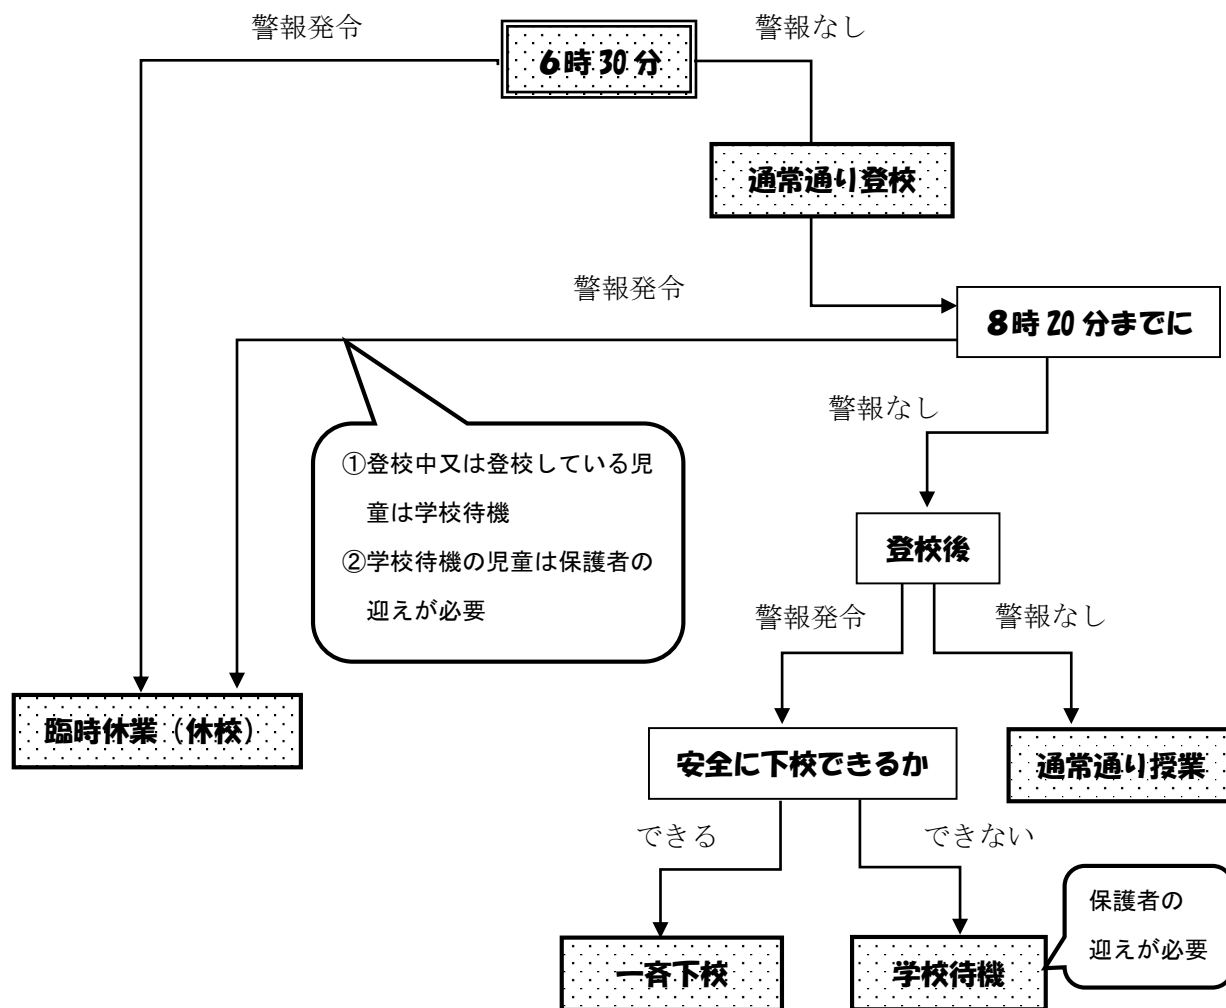 警報発令
警報なし
6時30分
通常通り登校
警報発令
8時20分までに
警報なし
①登校中又は登校している児
童は学校待機
②学校待機の児童は保護者の
迎えが必要
登校後
警報発令
警報なし
臨時休業（休校）
安全に下校できるか
通常通り授業
できる
できない
保護者の
迎えが必要
一斉下校
学校待機